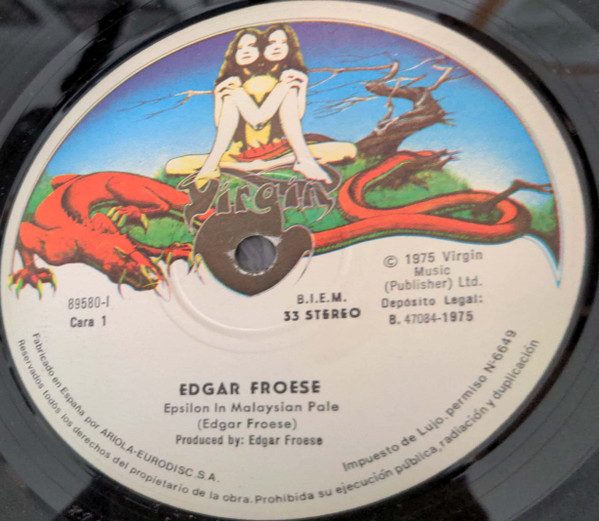 Virgin
89580-I
Cara 1
B.I.E.M.
33 STEREO
© 1975 Virgin
Music
(Publisher) Ltd.
Depósito Legal:
B. 47084-1975
EDGAR FROESE
Epsilon In Malaysian Pale
(Edgar Froese)
Produced by: Edgar Froese
Fabricado en España por ARIOLA-EURODISC, S.A. Impuesto de Lujo, permiso Nº 6649
Reservados todos los derechos del propietario de la obra. Prohibida su ejecución pública, radiación y duplicación